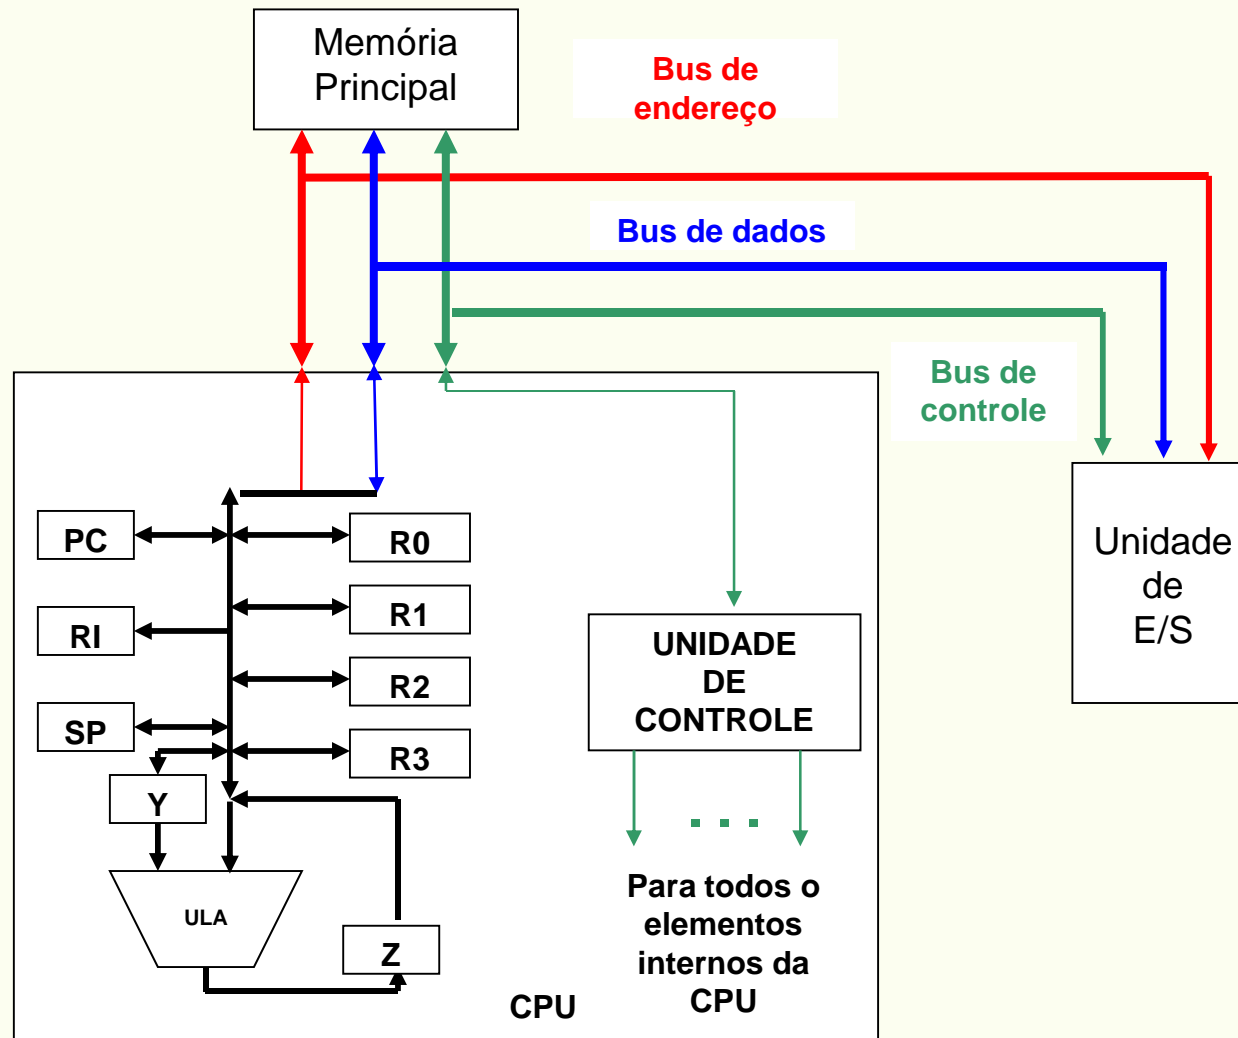 Memória
Principal
Bus de
endereço
Bus de dados
Bus de
controle
Unidade
de
E/S
PC
R0
R1
RI
R2
SP
R3
Y
ULA
Z
UNIDADE
DE
CONTROLE
. . .
Para todos o
elementos
internos da
CPU
CPU